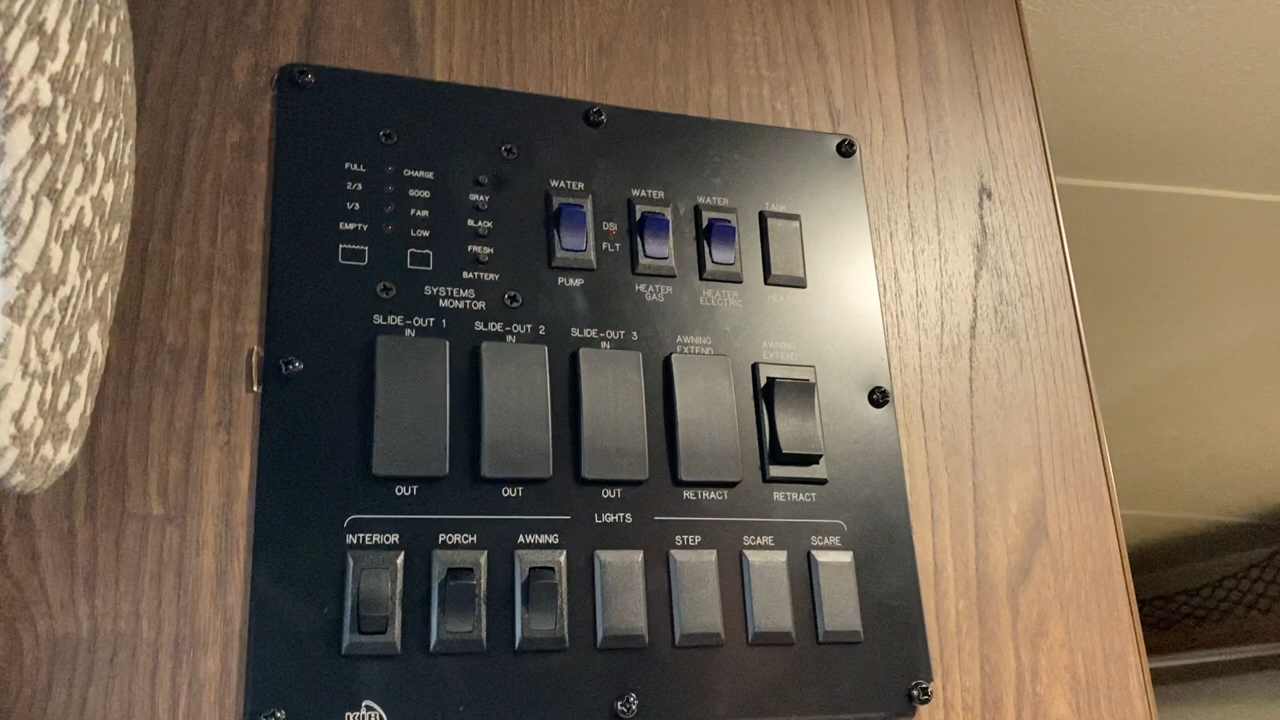 FULL CHARGE
2/3 GOOD
1/3 FAIR
EMPTY LOW
GRAY
BLACK
FRESH
BATTERY
SYSTEMS
MONITOR
WATER
PUMP
DSI
FLT
WATER
HEATER
GAS
WATER
HEATER
ELECTRIC
TANK
HEATER
SLIDE-OUT 1
IN
OUT
SLIDE-OUT 2
IN
OUT
SLIDE-OUT 3
IN
OUT
AWNING
EXTEND
RETRACT
AWNING
EXTEND
RETRACT
LIGHTS
INTERIOR
PORCH
AWNING
STEP
SCARE
SCARE
KIB